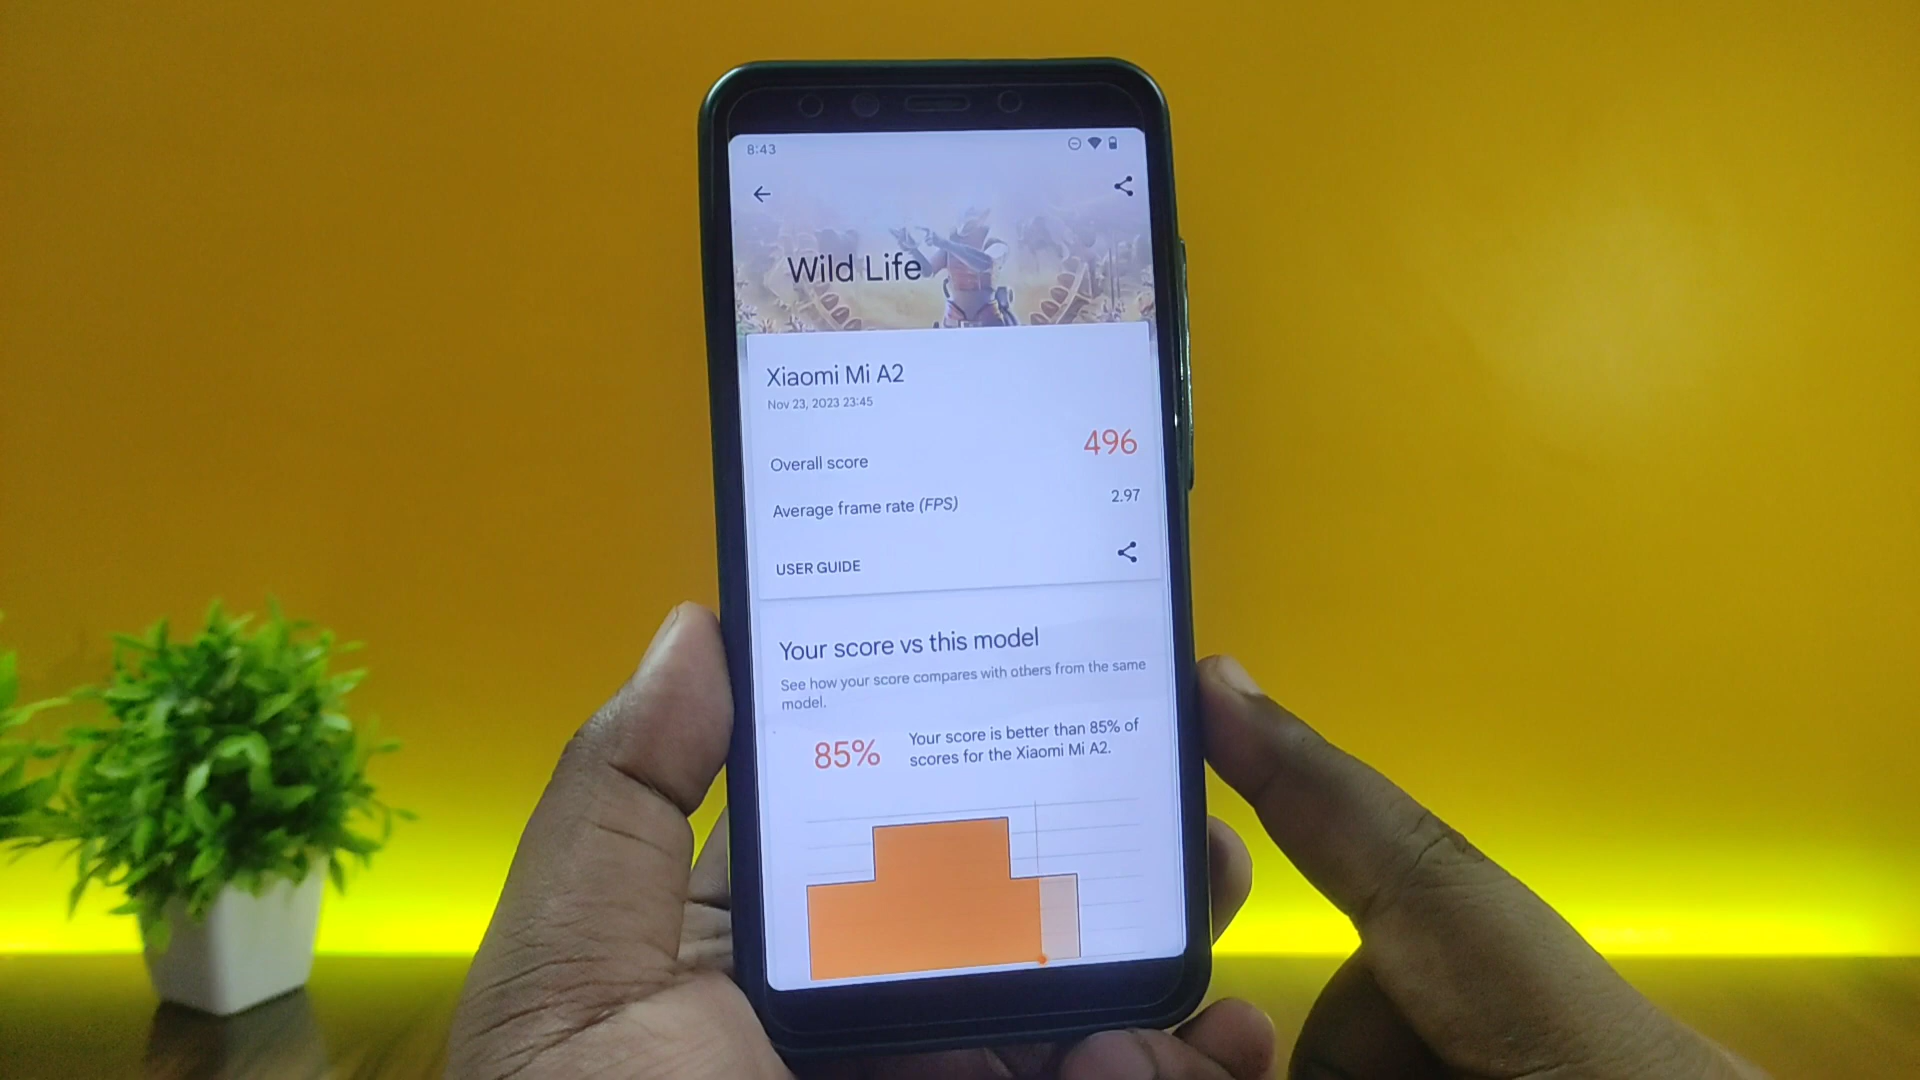 8:43
Wild Life
Xiaomi Mi A2
Nov 23, 2023 23:45
Overall score
496
Average frame rate (FPS)
2.97
USER GUIDE
Your score vs this model
See how your score compares with others from the same
model.
85%
Your score is better than 85% of
scores for the Xiaomi Mi A2.